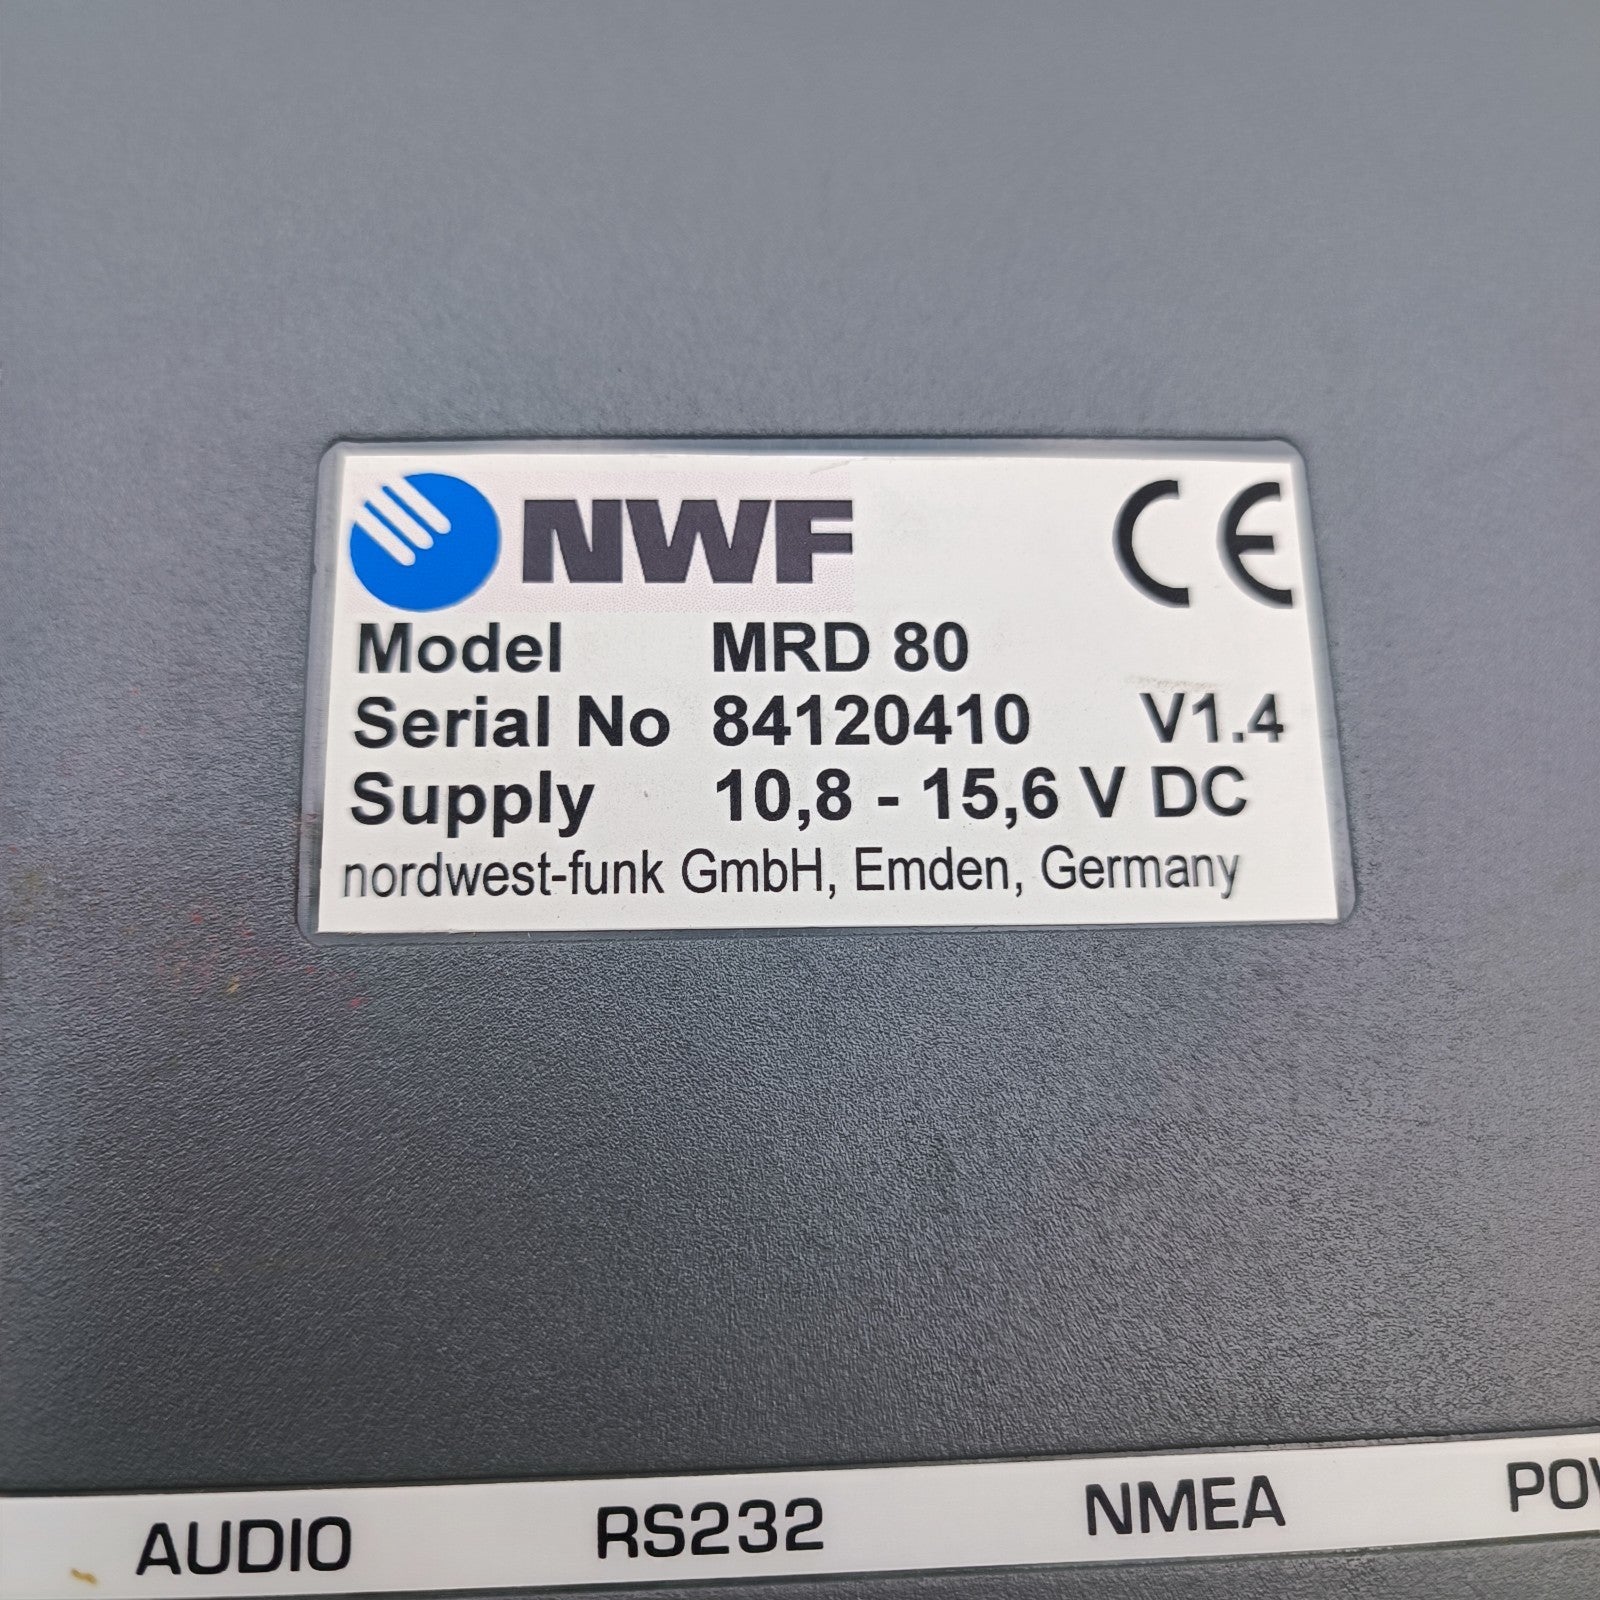 NWF CE
Model MRD 80
Serial No 84120410 V1.4
Supply 10,8 - 15,6 V DC
nordwest-funk GmbH, Emden, Germany
AUDIO RS232 NMEA